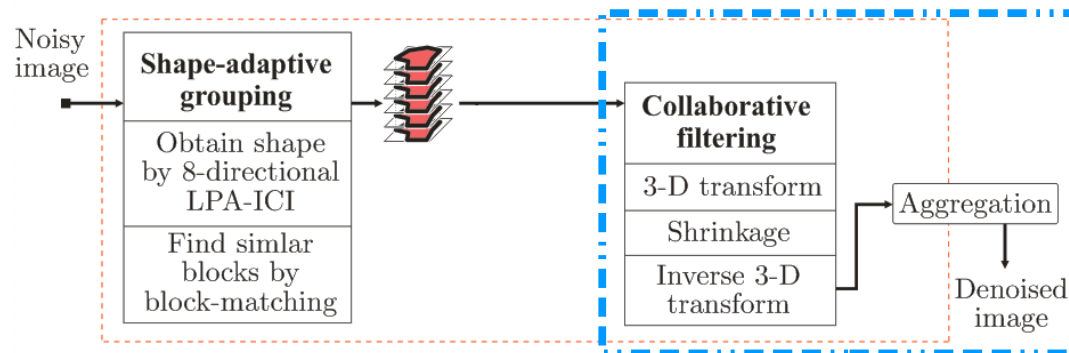 Noisy
image
Shape-adaptive
grouping
Obtain shape
by 8-directional
LPA-ICI
Find simlar
blocks by
block-matching
Collaborative
filtering
3-D transform
Shrinkage
Inverse 3-D
transform
Aggregation
Denoised
image